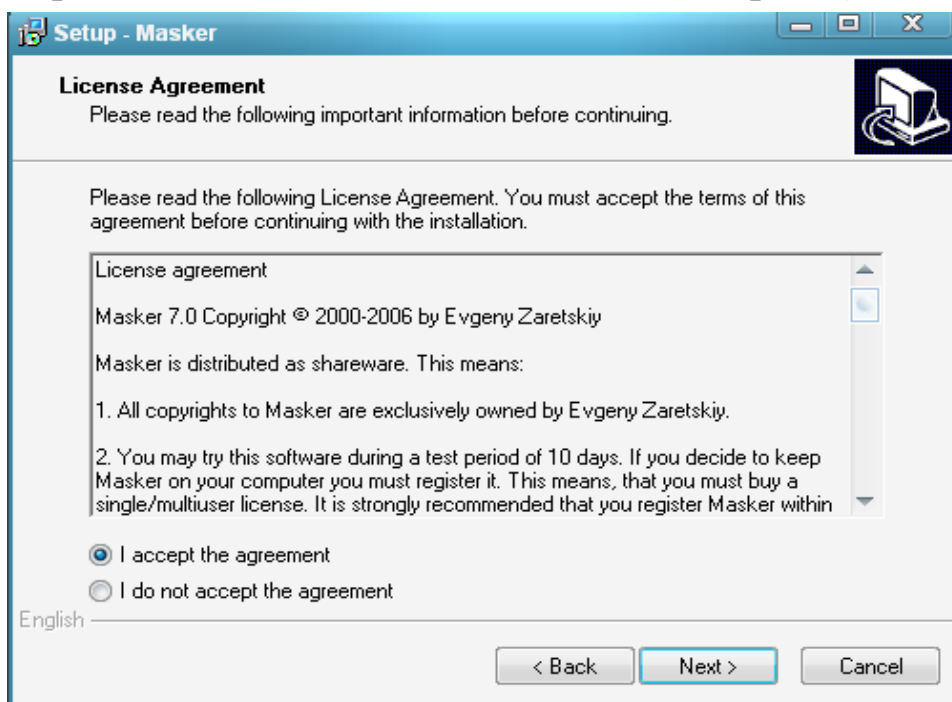 Setup - Masker
License Agreement
Please read the following important information before continuing.
Please read the following License Agreement. You must accept the terms of this
agreement before continuing with the installation.
License agreement
Masker 7.0 Copyright © 2000-2006 by Evgeny Zaretskiy
Masker is distributed as shareware. This means:
1. All copyrights to Masker are exclusively owned by Evgeny Zaretskiy.
2. You may try this software during a test period of 10 days. If you decide to keep
Masker on your computer you must register it. This means, that you must buy a
single/multiuser license. It is strongly recommended that you register Masker within
I accept the agreement
I do not accept the agreement
English
< Back Next > Cancel